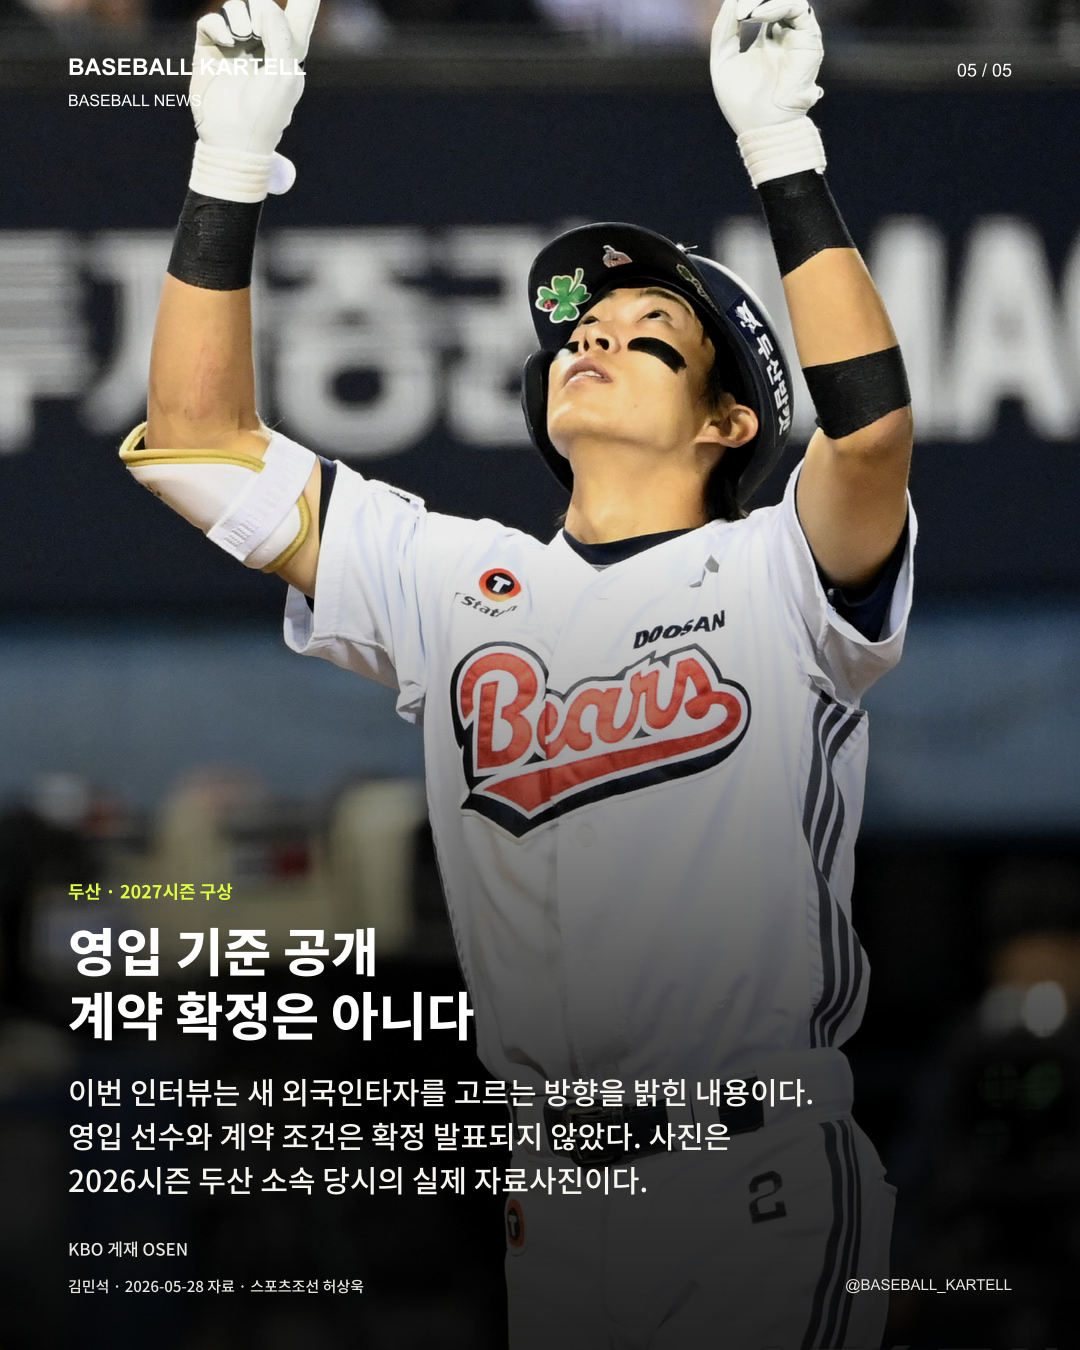 BASEBALL KARTELL
BASEBALL NEWS
05 / 05
두산밥캣
T
Station
DOOSAN
Bears
두산 · 2027시즌 구상
영입 기준 공개
계약 확정은 아니다
이번 인터뷰는 새 외국인타자를 고르는 방향을 밝힌 내용이다.
영입 선수와 계약 조건은 확정 발표되지 않았다. 사진은
2026시즌 두산 소속 당시의 실제 자료사진이다.
2
KBO 게재 OSEN
김민석 · 2026-05-28 자료 · 스포츠조선 허상욱
@BASEBALL_KARTELL